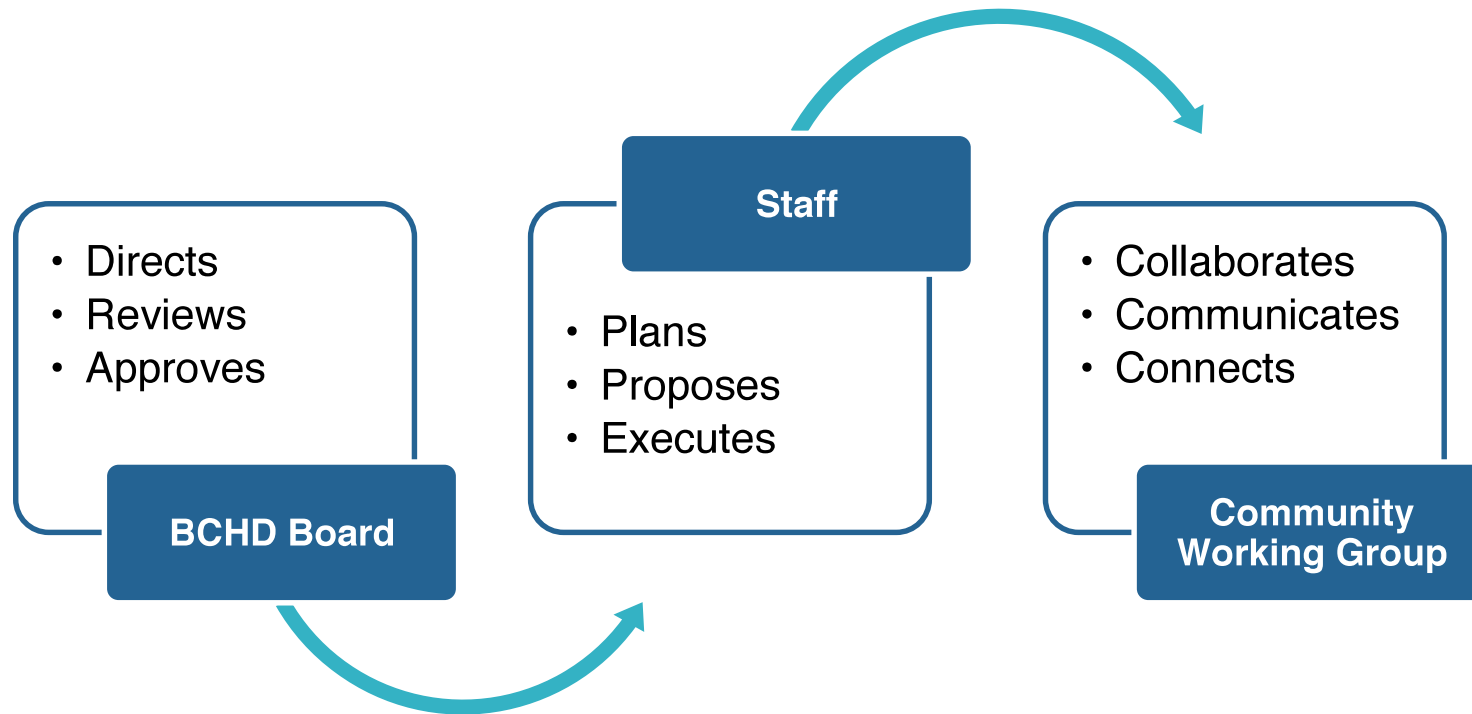 • Directs
• Reviews
• Approves
BCHD Board
Staff
• Plans
• Proposes
• Executes
• Collaborates
• Communicates
• Connects
Community
Working Group